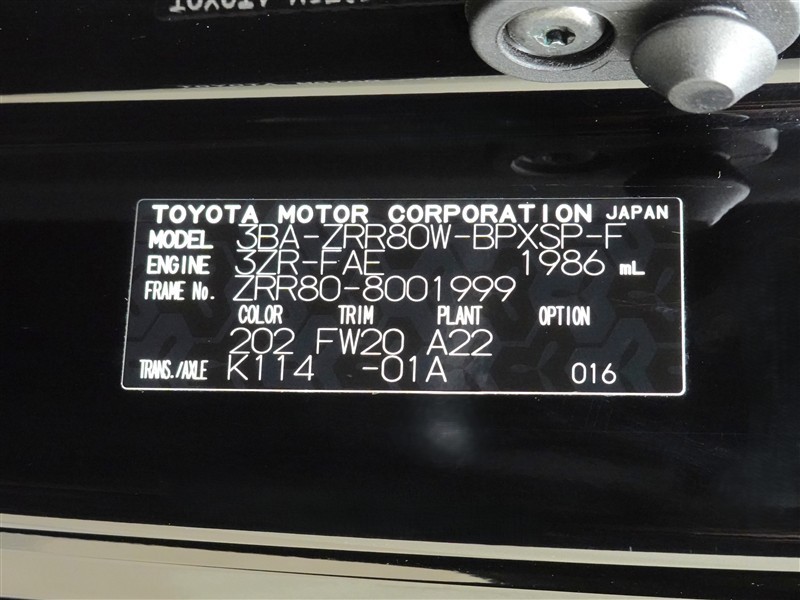 TOYOTA MOTOR CORPORATION JAPAN
MODEL 3BA-ZRR80W-BPXSP-F
ENGINE 3ZR-FAE 1986 mL
FRAME No. ZRR80-8001999
COLOR TRIM PLANT OPTION
202 FW20 A22
TRANS./AXLE K114 -01A 016